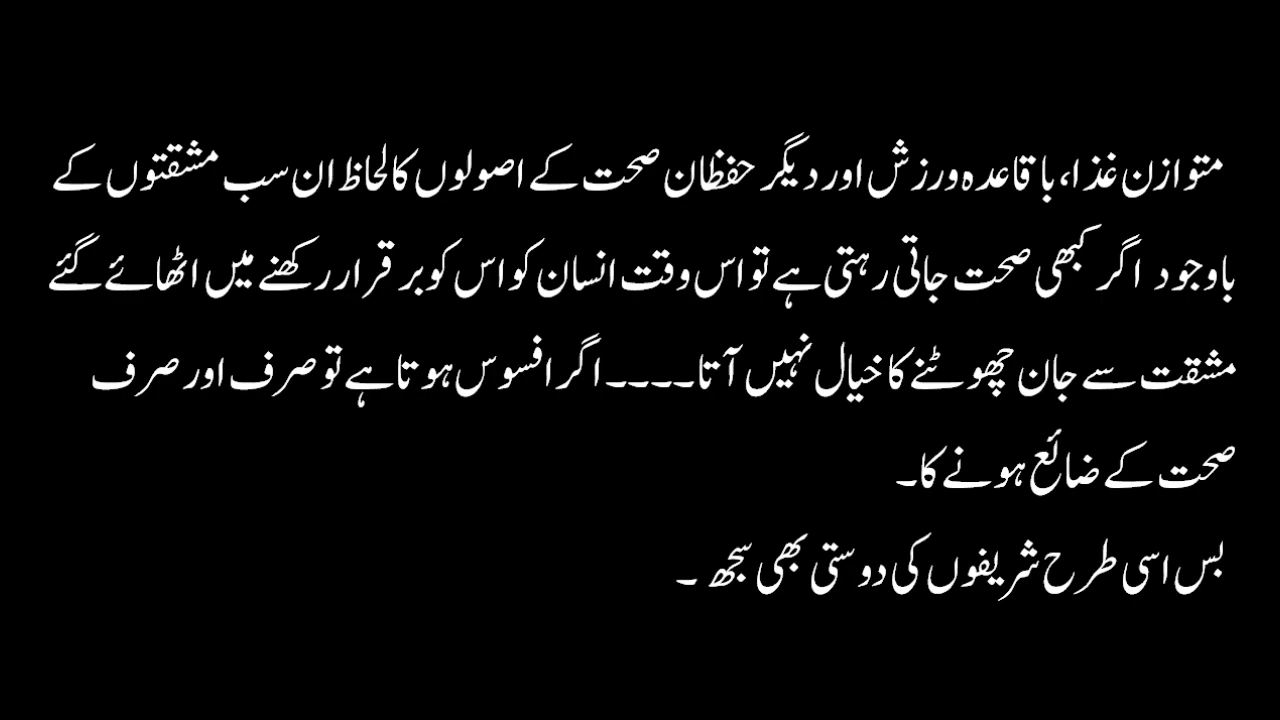 متوازن غذا، باقاعدہ ورزش اور دیگر حفظان صحت کے اصولوں کا لحاظ ان سب مشقتوں کے
باوجود اگر کبھی صحت جاتی رہتی ہے تو اس وقت انسان کو اس کو برقرار رکھنے میں اٹھائے گئے
مشقت سے جان چھوٹنے کا خیال نہیں آتا۔۔۔۔ اگر افسوس ہوتا ہے تو صرف اور صرف
صحت کے ضائع ہونے کا۔
بس اسی طرح شریفوں کی دوستی بھی سمجھ ۔